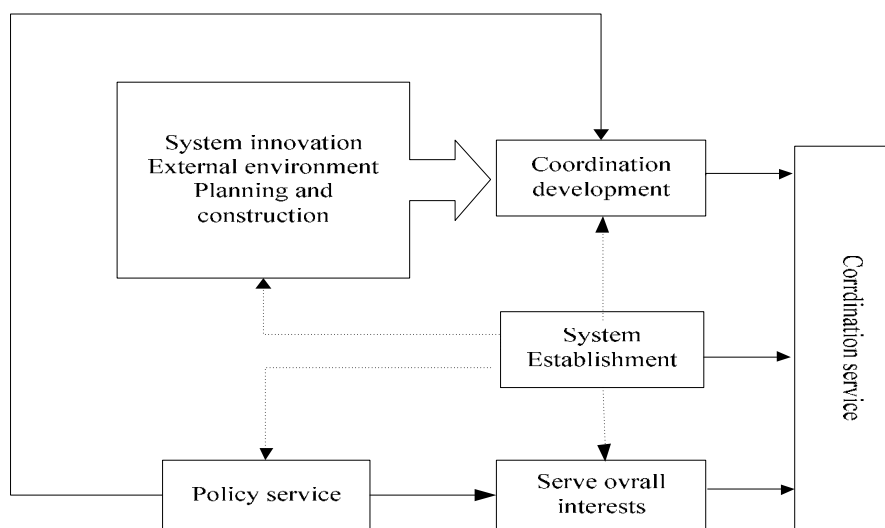 System innovation
External environment
Planning and
construction
Coordination
development
System
Establishment
Corrdination service
Policy service
Serve ovrall
interests